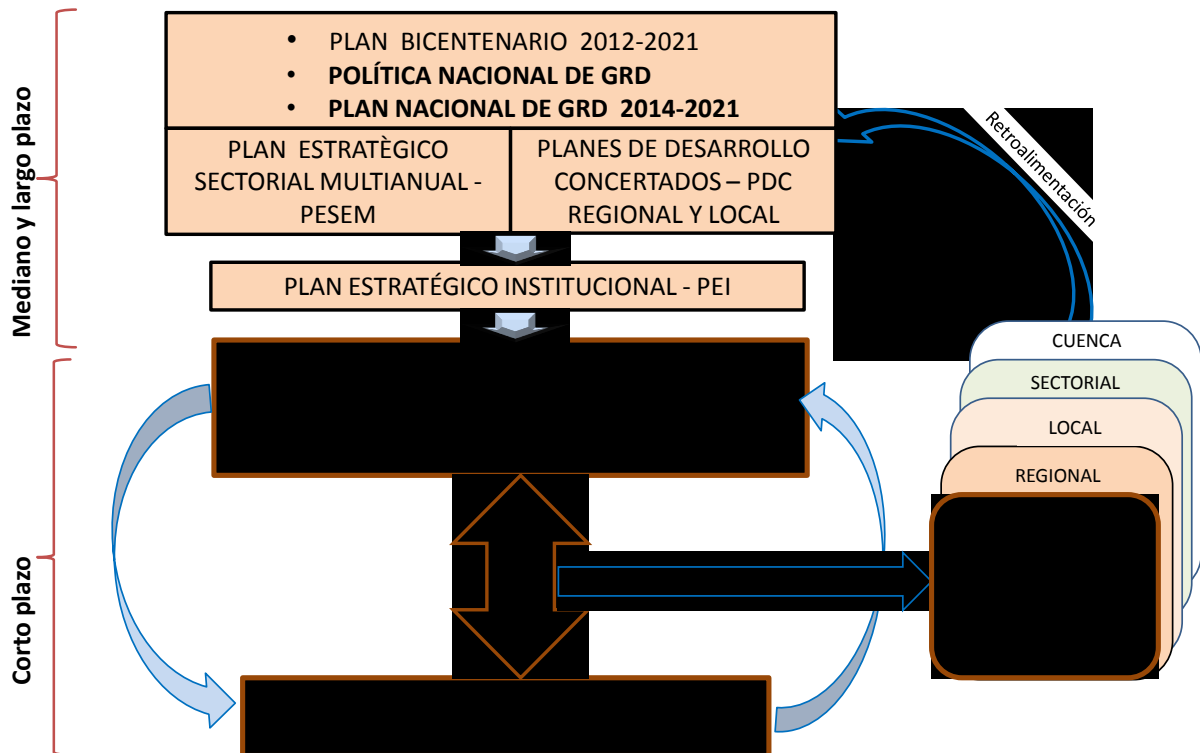 • PLAN BICENTENARIO 2012-2021
• POLÍTICA NACIONAL DE GRD
• PLAN NACIONAL DE GRD 2014-2021
PLAN ESTRATÈGICO
SECTORIAL MULTIANUAL -
PESEM
PLANES DE DESARROLLO
CONCERTADOS – PDC
REGIONAL Y LOCAL
PLAN ESTRATÉGICO INSTITUCIONAL - PEI
Mediano y largo plazo
Corto plazo
Retroalimentación
CUENCA
SECTORIAL
LOCAL
REGIONAL